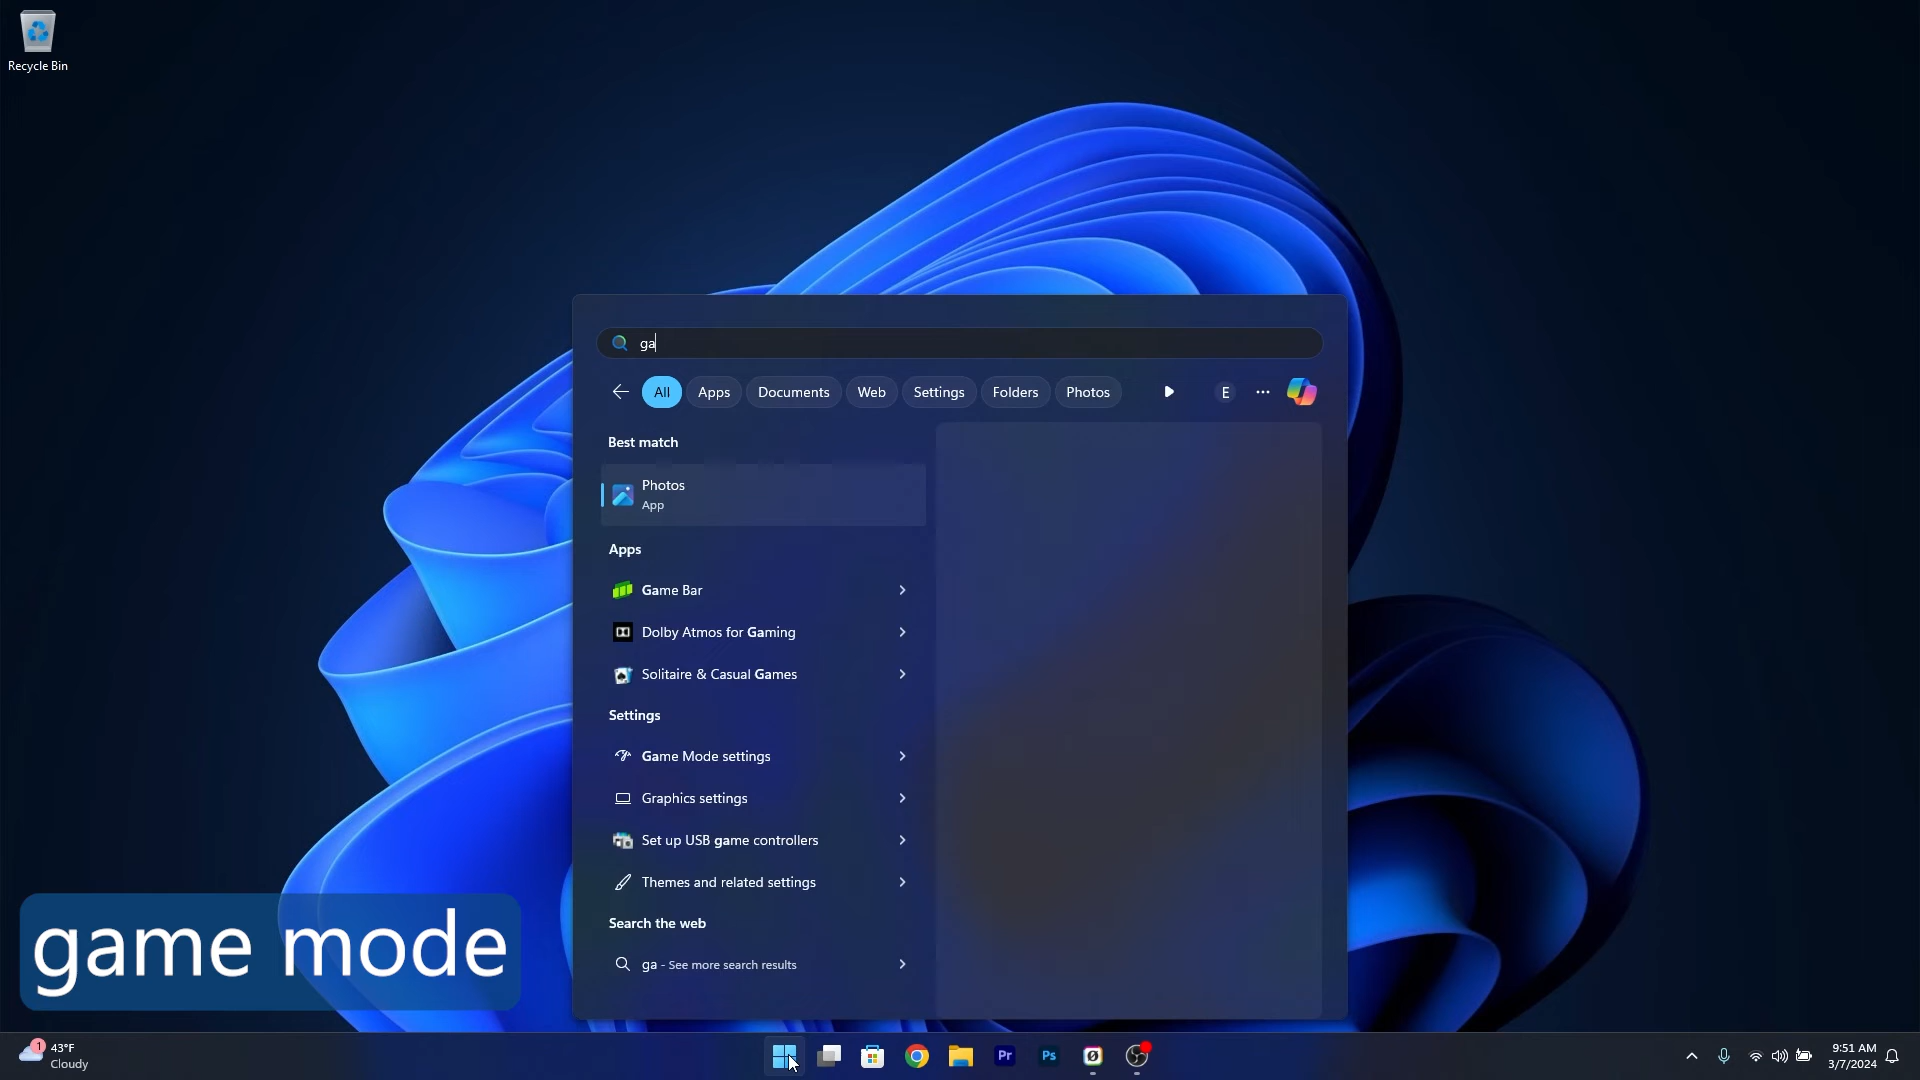 Recycle Bin
ga
All Apps Documents Web Settings Folders Photos E
Best match
Photos
App
Apps
Game Bar
Dolby Atmos for Gaming
Solitaire & Casual Games
Settings
Game Mode settings
Graphics settings
Set up USB game controllers
Themes and related settings
Search the web
ga - See more search results
game mode
1 43°F
Cloudy
Pr Ps
9:51 AM
3/7/2024